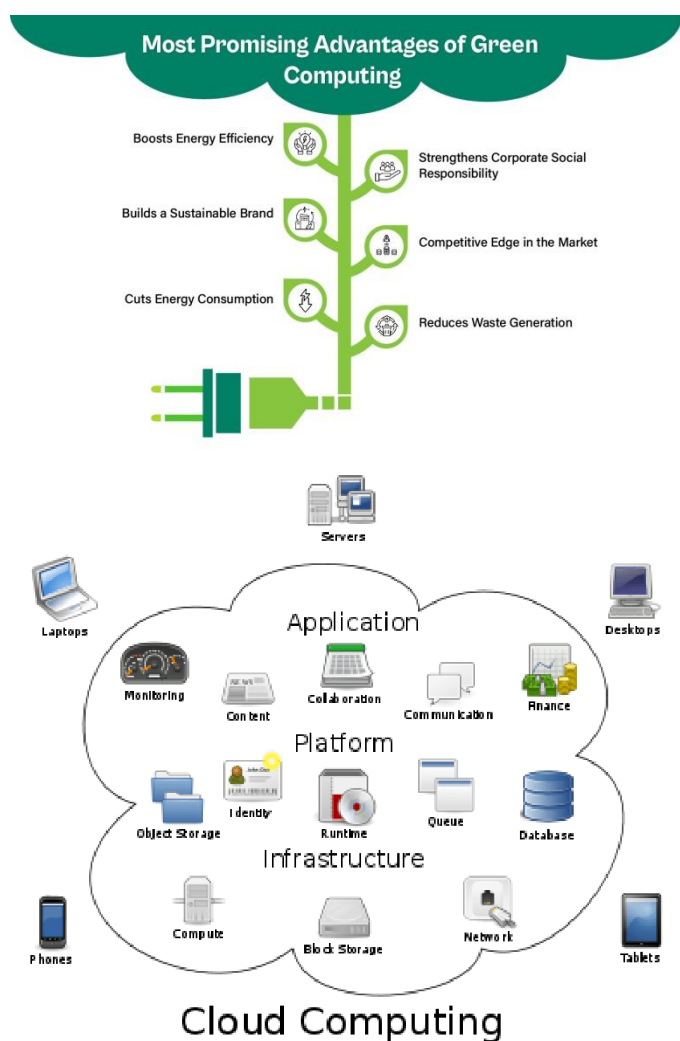 Most Promising Advantages of Green
Computing
Boosts Energy Efficiency
Strengthens Corporate Social
Responsibility
Builds a Sustainable Brand
Competitive Edge in the Market
Cuts Energy Consumption
Reduces Waste Generation
Servers
Laptops
Desktops
Application
Monitoring
Content
NEWS
Collaboration
Communication
Finance
Platform
Object Storage
Identity
Runtime
Queue
Database
Infrastructure
Compute
Block Storage
Network
Phones
Tablets
Cloud Computing